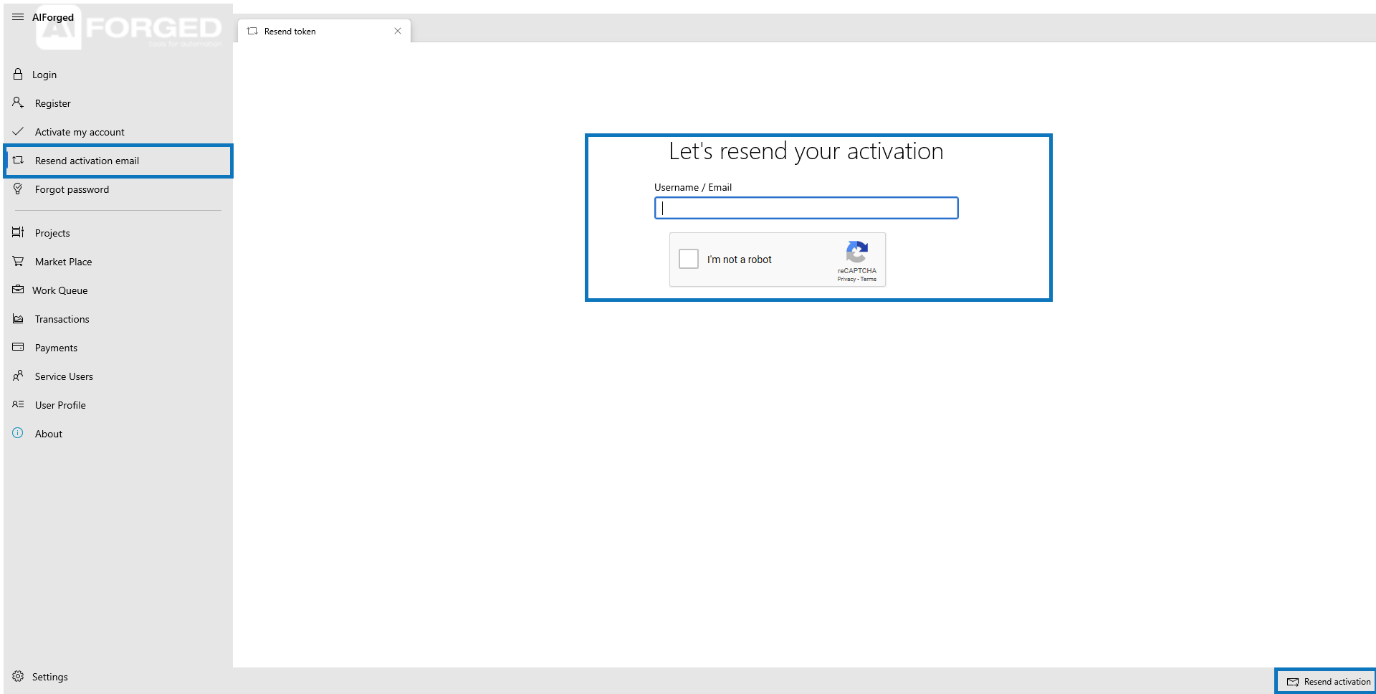 AIForged
AI FORGED
Resend token
Login
Register
Activate my account
Resend activation email
Forgot password
Projects
Market Place
Work Queue
Transactions
Payments
Service Users
User Profile
About
Settings
Let's resend your activation
Username / Email
I'm not a robot
reCAPTCHA
Privacy - Terms
Resend activation